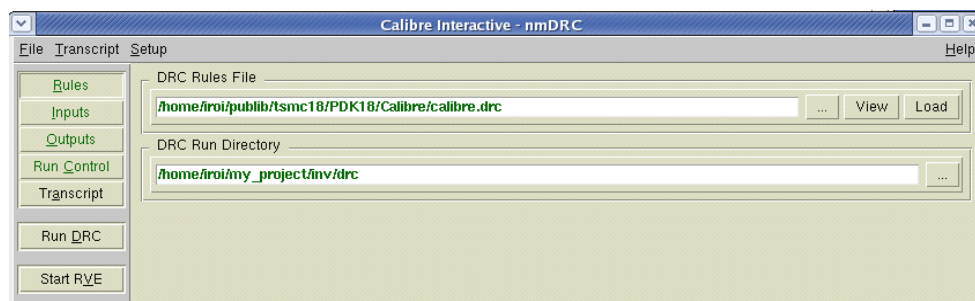 Calibre Interactive - nmDRC
File Transcript Setup Help
Rules
Inputs
Outputs
Run Control
Transcript
Run DRC
Start RVE
DRC Rules File
/home/iroi/publib/tsmc18/PDK18/Calibre/calibre.drc ... View Load
DRC Run Directory
/home/iroi/my_project/inv/drc ...